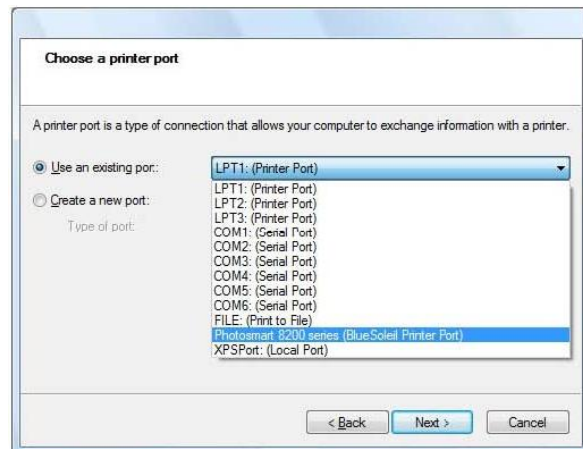 Choose a printer port
A printer port is a type of connection that allows your computer to exchange information with a printer.
Use an existing port:
LPT1: (Printer Port)
LPT1: (Printer Port)
LPT2: (Printer Port)
LPT3: (Printer Port)
COM1: (Serial Port)
COM2: (Serial Port)
COM3: (Serial Port)
COM4: (Serial Port)
COM5: (Serial Port)
COM6: (Serial Port)
FILE: (Print to File)
Photosmart 8200 series (BlueSoleil Printer Port)
XPSPort: (Local Port)
Create a new port:
Type of port:
< Back
Next >
Cancel